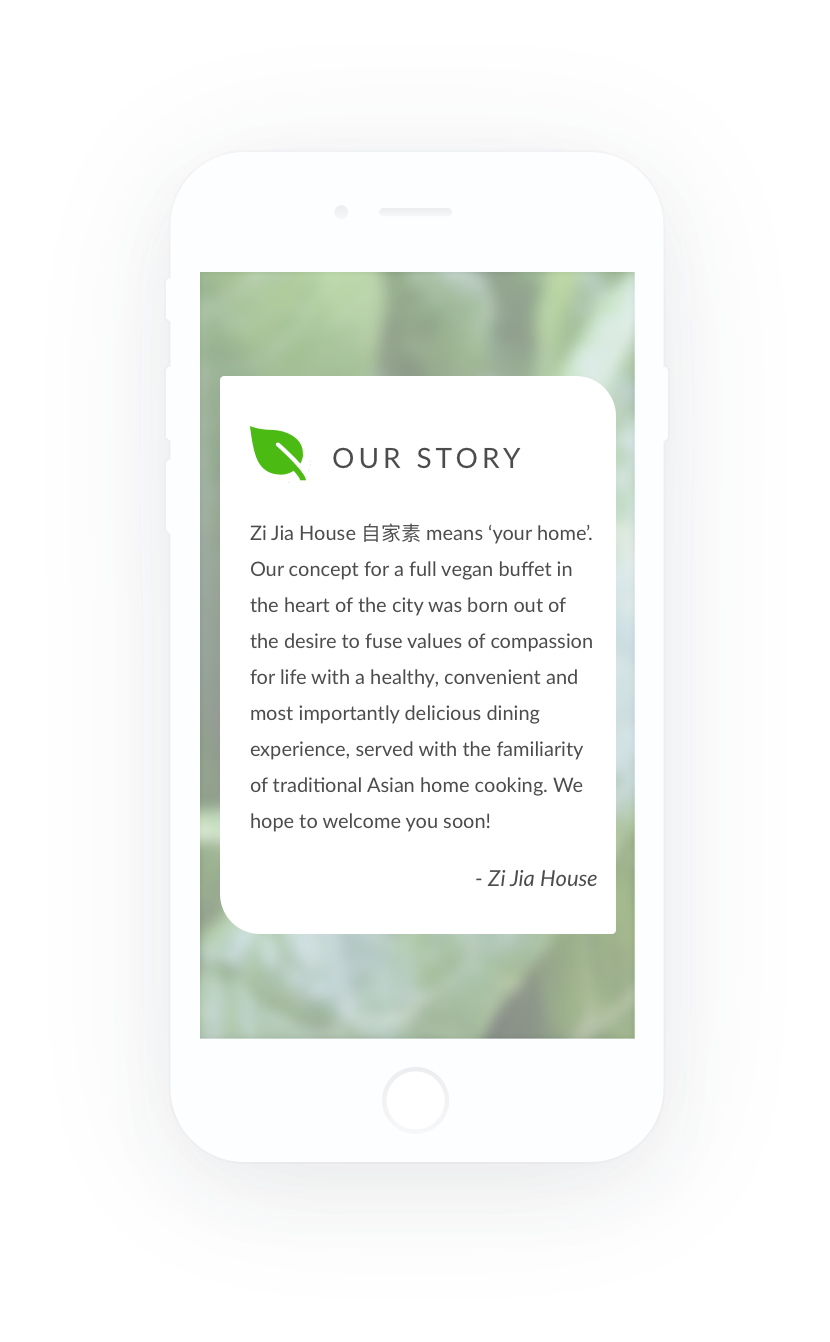 OUR STORY
Zi Jia House 自家素 means ‘your home’.
Our concept for a full vegan buffet in
the heart of the city was born out of
the desire to fuse values of compassion
for life with a healthy, convenient and
most importantly delicious dining
experience, served with the familiarity
of traditional Asian home cooking. We
hope to welcome you soon!
- Zi Jia House